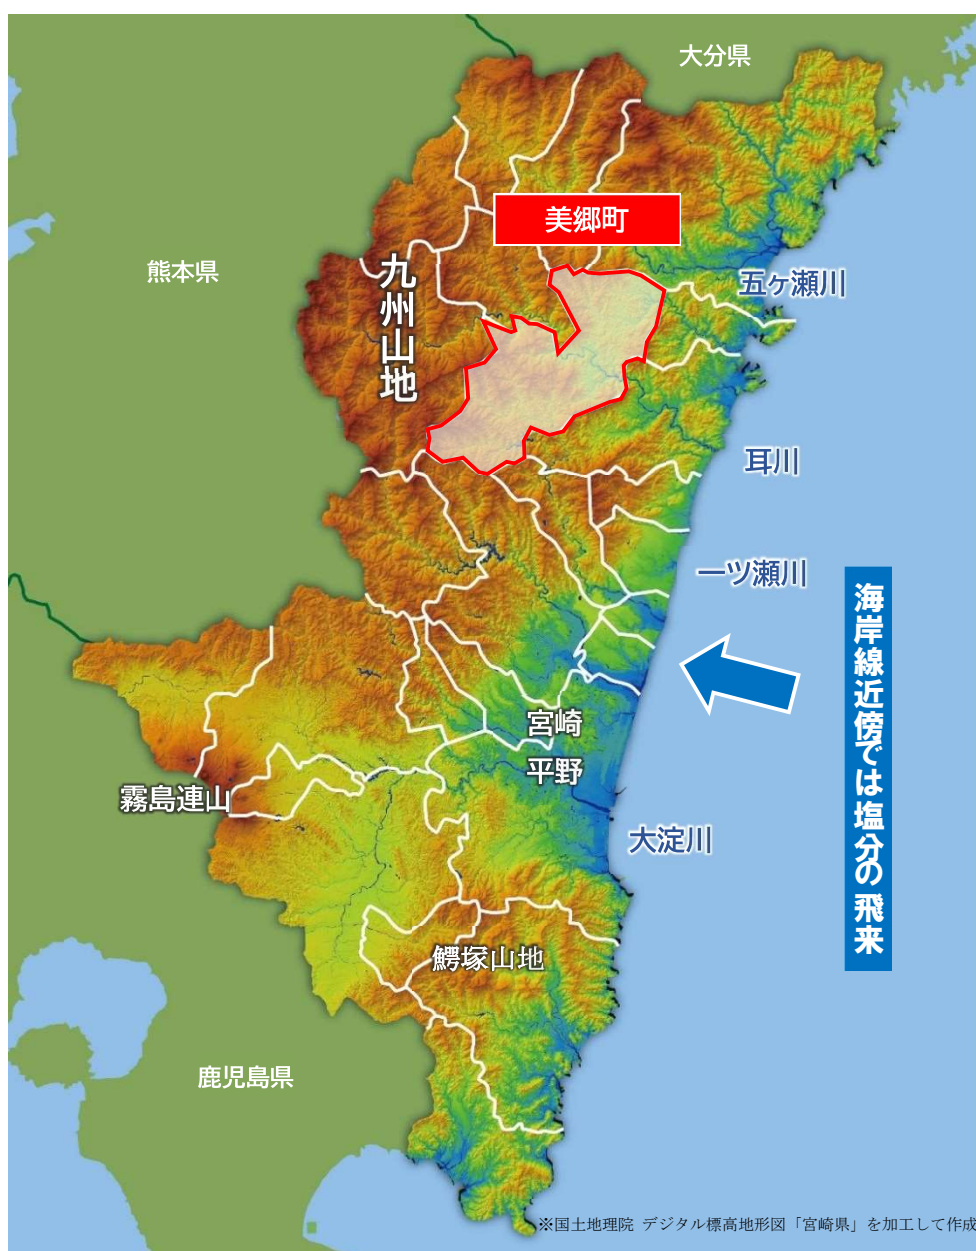 大分県
美郷町
熊本県
九州山地
五ヶ瀬川
耳川
一ツ瀬川
海岸線近傍では塩分の飛来
宮崎
平野
霧島連山
大淀川
鰐塚山地
鹿児島県
※国土地理院 デジタル標高地形図「宮崎県」を加工して作成